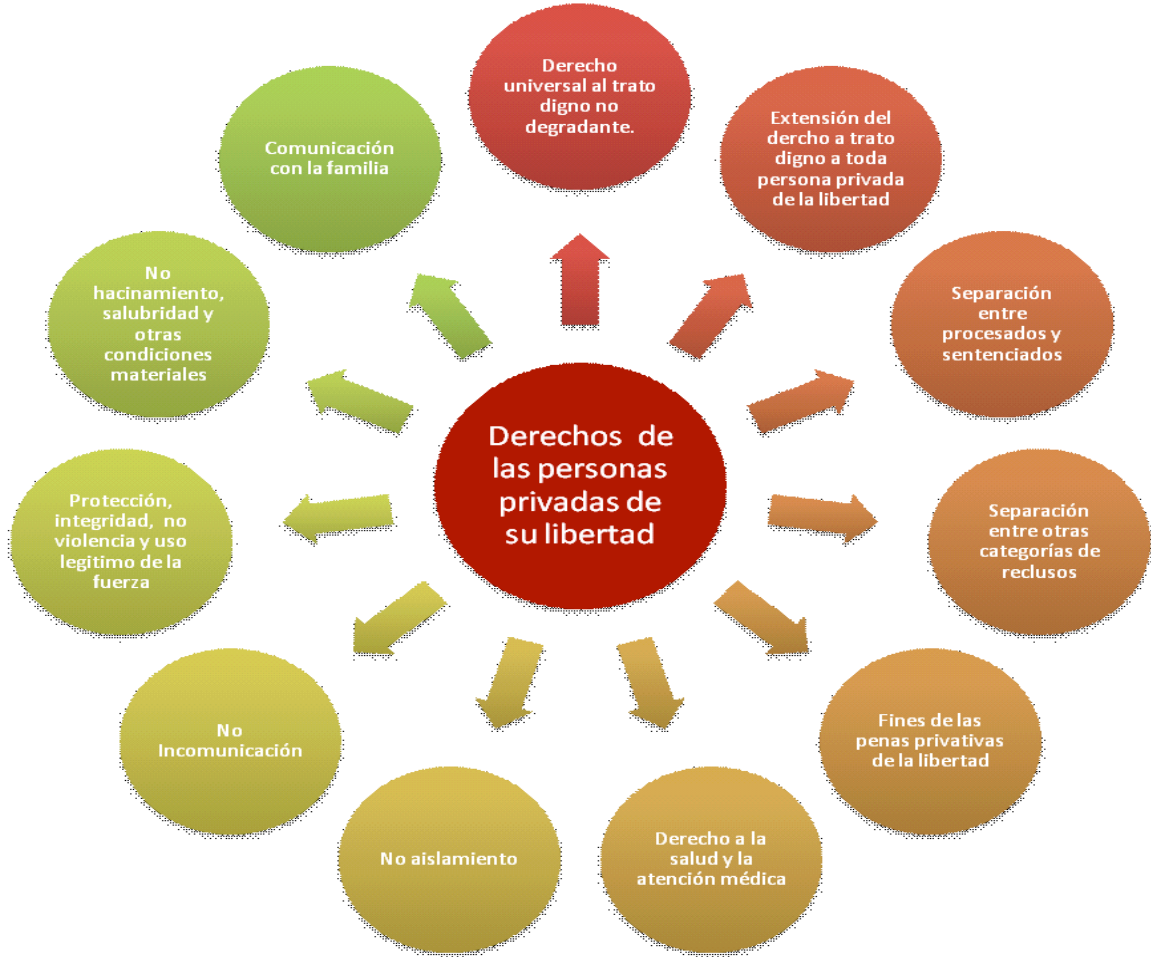 Derecho
universal al trato
digno no
degradante.
Extensión del
dercho a trato
digno a toda
persona privada
de la libertad
Separación
entre
procesados y
sentenciados
Separación
entre otras
categorías de
reclusos
Fines de las
penas privativas
de la libertad
Derecho a la
salud y la
atención médica
No aislamiento
No
Incomunicación
Protección,
integridad, no
violencia y uso
legitimo de la
fuerza
No
hacinamiento,
salubridad y
otras
condiciones
materiales
Comunicación
con la familia
Derechos de
las personas
privadas de
su libertad